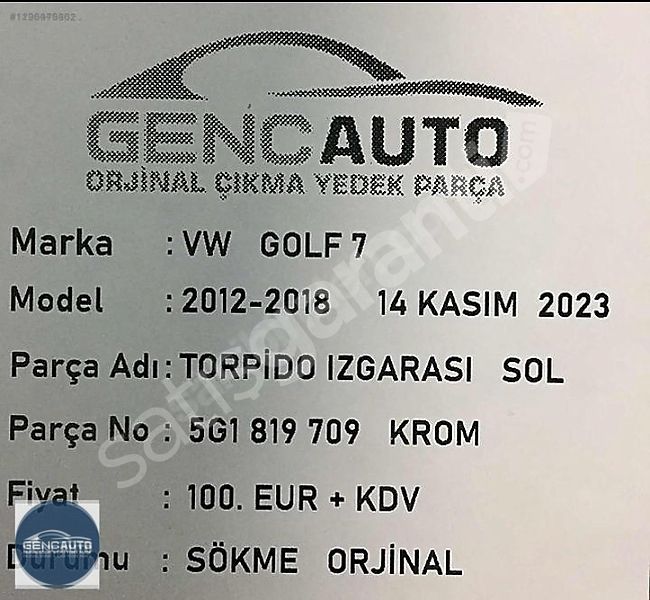 GENCAUTO
ORJİNAL ÇIKMA YEDEK PARÇA
Marka : VW GOLF 7
Model : 2012-2018 14 KASIM 2023
Parça Adı : TORPİDO IZGARASI SOL
Parça No : 5G1 819 709 KROM
Fiyat : 100. EUR + KDV
GENCAUTO
Durumu : SÖKME ORJİNAL